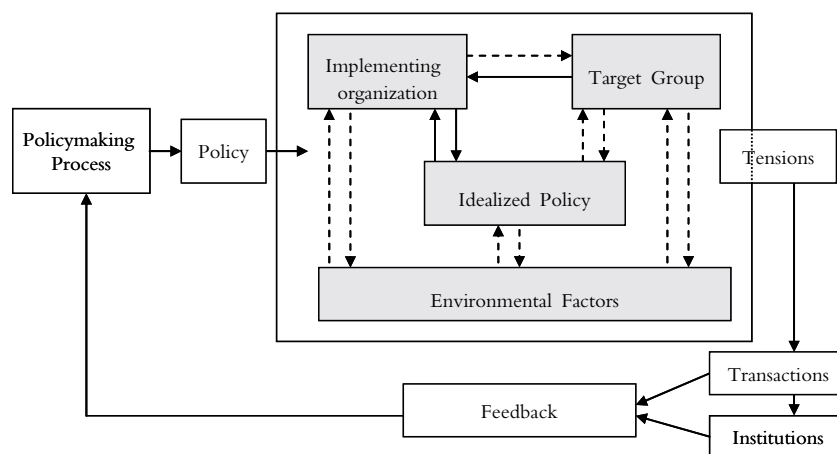 Implementing
organization
Target Group
Policymaking
Process
Policy
Tensions
Idealized Policy
Environmental Factors
Transactions
Feedback
Institutions